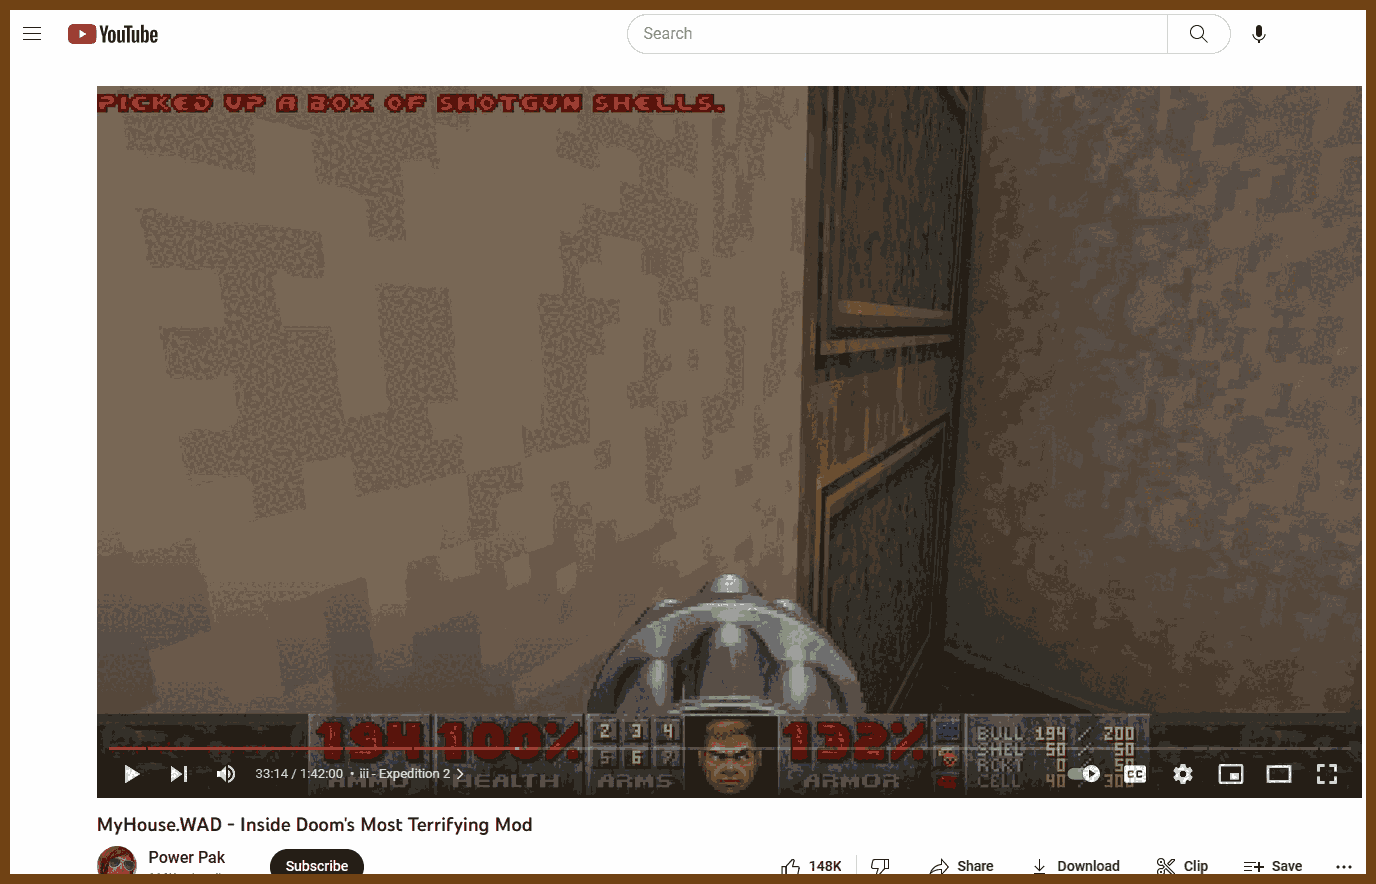 YouTube
Search
PICKED UP A BOX OF SHOTGUN SHELLS.
194 100% 2 3 4 132% BULL 194 / 200
5 6 7 SHEL 50 / 50
RCKT 0 / 50
AMMO HEALTH ARMS ARMOR CELL 40 / 300
33:14 / 1:42:00 • iii - Expedition 2
CC
MyHouse.WAD - Inside Doom's Most Terrifying Mod
Power Pak
Subscribe
148K
Share
Download
Clip
Save